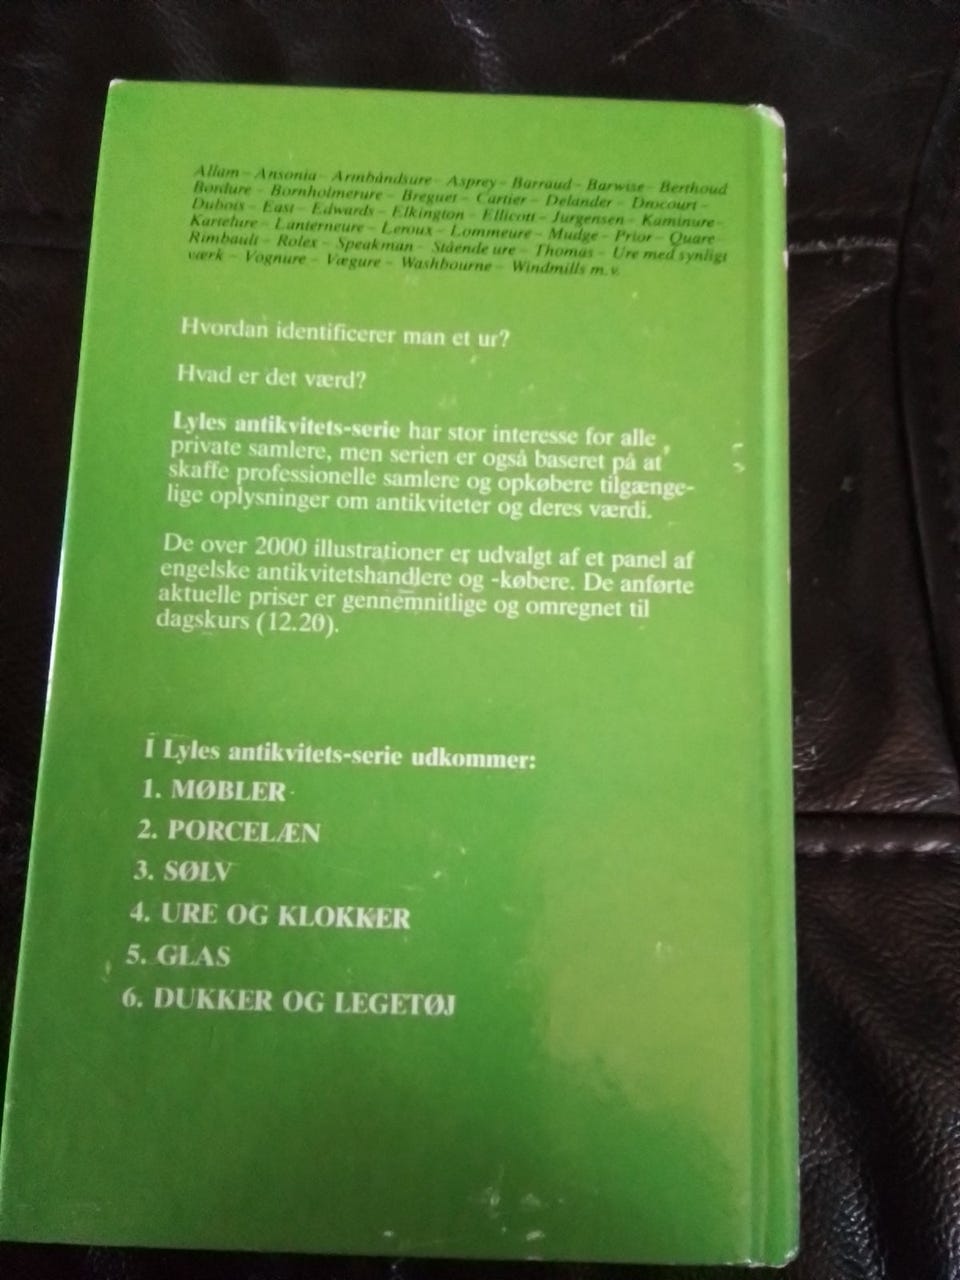 Allam - Ansonia - Armbåndsure - Asprey - Barraud - Barwise - Berthoud
Bordure - Bornholmerure - Breguet - Cartier - Delander - Drocourt -
Dubois - East - Edwards - Elkington - Ellicott - Jurgensen - Kaminure -
Kareture - Lanterneure - Leroux - Lommeure - Mudge - Prior - Quare -
Rimbault - Rolex - Speakman - Stående ure - Thomas - Ure med synligt
værk - Vognure - Vægure - Washbourne - Windmills m.v.
Hvordan identificerer man et ur?
Hvad er det værd?
Lyles antikvitets-serie har stor interesse for alle
private samlere, men serien er også baseret på at
skaffe professionelle samlere og opkøbere tilgænge-
lige oplysninger om antikviteter og deres værdi.
De over 2000 illustrationer er udvalgt af et panel af
engelske antikvitetshandlere og -købere. De anførte
aktuelle priser er gennemnitlige og omregnet til
dagskurs (12.20).
I Lyles antikvitets-serie udkommer:
1. MØBLER
2. PORCELÆN
3. SØLV
4. URE OG KLOKKER
5. GLAS
6. DUKKER OG LEGETØJ